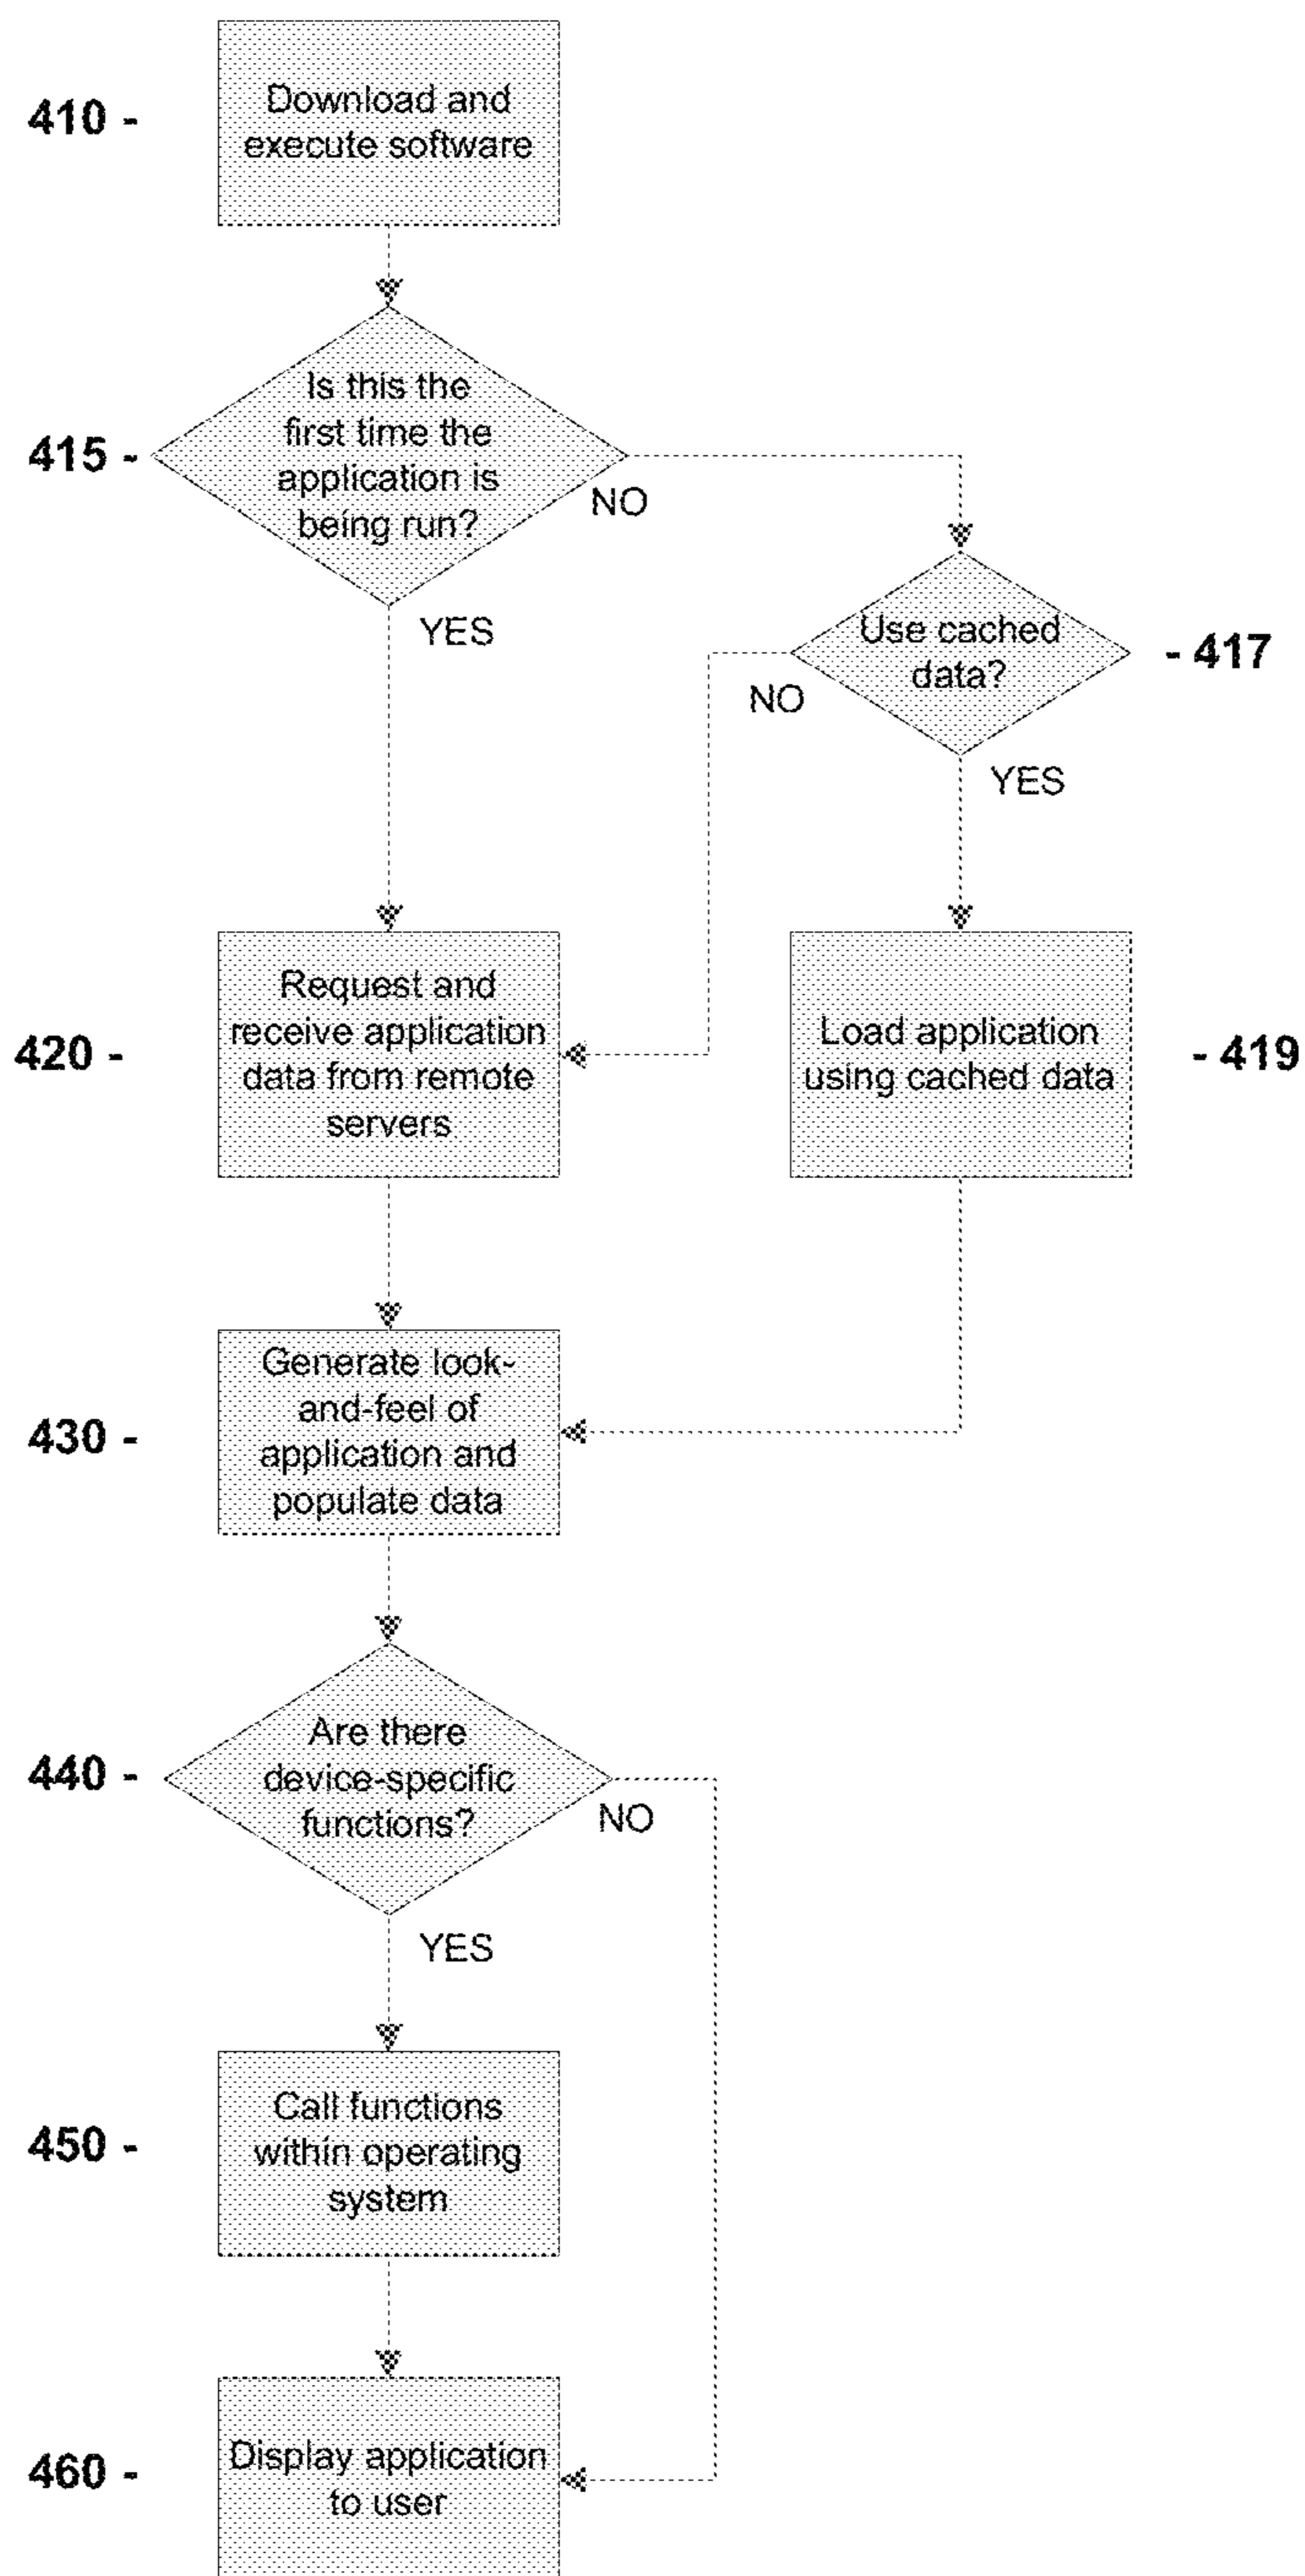 410 -
Download and
execute software
415 -
Is this the
first time the
application is
being run?
NO
YES
Use cached
data?
- 417
NO
YES
420 -
Request and
receive application
data from remote
servers
Load application
using cached data
- 419
430 -
Generate look-
and-feel of
application and
populate data
440 -
Are there
device-specific
functions?
NO
YES
450 -
Call functions
within operating
system
460 -
Display application
to user